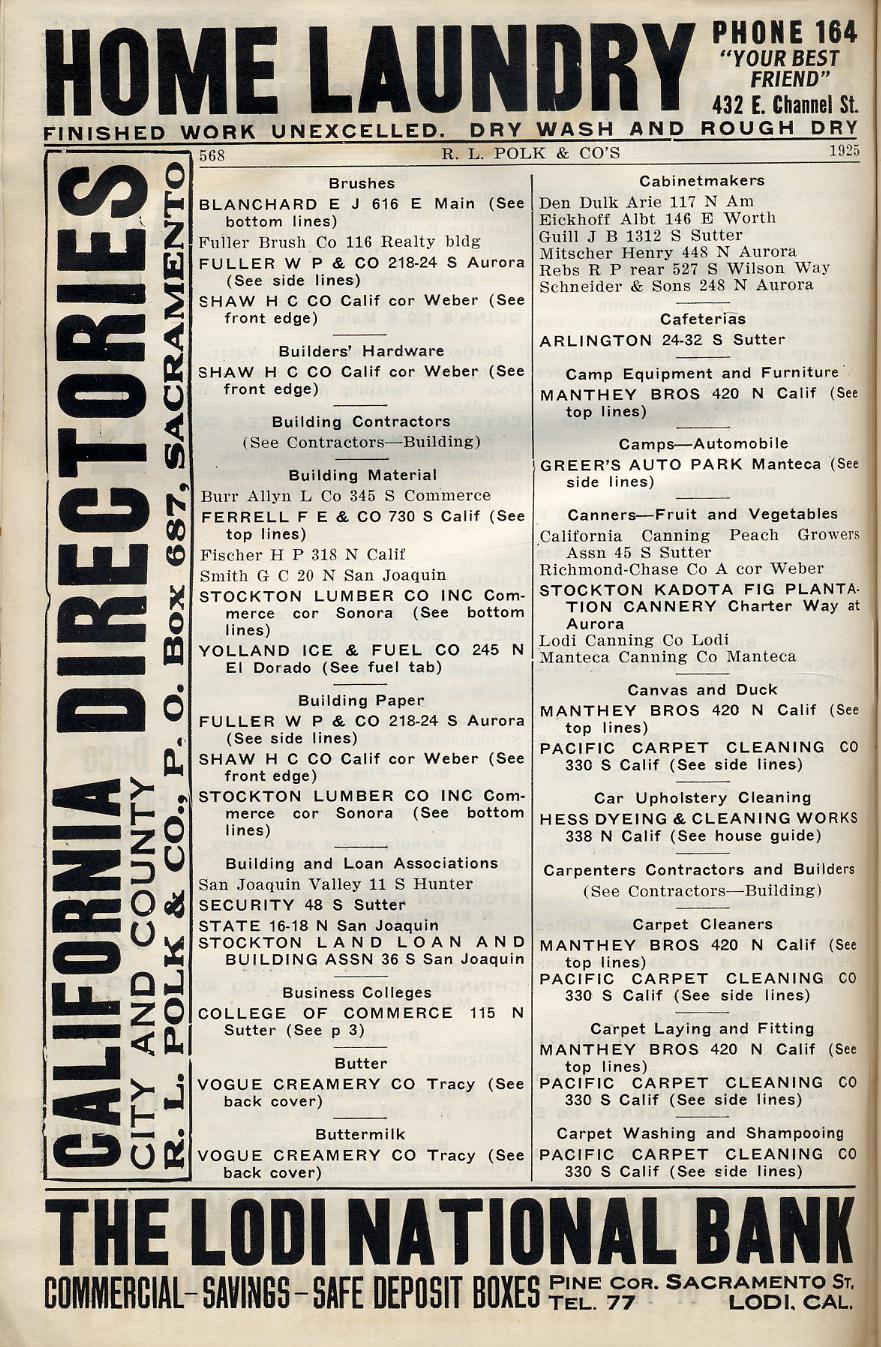 HOME LAUNDRY
PHONE 164
"YOUR BEST
FRIEND"
432 E. Channel St.
FINISHED WORK UNEXCELLED. DRY WASH AND ROUGH DRY
CALIFORNIA DIRECTORIES
CITY AND COUNTY
R. L. POLK & CO., P. O. Box 687, SACRAMENTO
568 R. L. POLK & CO'S 1925
Brushes
BLANCHARD E J 616 E Main (See
bottom lines)
Fuller Brush Co 116 Realty bldg
FULLER W P & CO 218-24 S Aurora
(See side lines)
SHAW H C CO Calif cor Weber (See
front edge)
Builders' Hardware
SHAW H C CO Calif cor Weber (See
front edge)
Building Contractors
(See Contractors—Building)
Building Material
Burr Allyn L Co 345 S Commerce
FERRELL F E & CO 730 S Calif (See
top lines)
Fischer H P 318 N Calif
Smith G C 20 N San Joaquin
STOCKTON LUMBER CO INC Com-
merce cor Sonora (See bottom
lines)
YOLLAND ICE & FUEL CO 245 N
El Dorado (See fuel tab)
Building Paper
FULLER W P & CO 218-24 S Aurora
(See side lines)
SHAW H C CO Calif cor Weber (See
front edge)
STOCKTON LUMBER CO INC Com-
merce cor Sonora (See bottom
lines)
Building and Loan Associations
San Joaquin Valley 11 S Hunter
SECURITY 48 S Sutter
STATE 16-18 N San Joaquin
STOCKTON LAND LOAN AND
BUILDING ASSN 36 S San Joaquin
Business Colleges
COLLEGE OF COMMERCE 115 N
Sutter (See p 3)
Butter
VOGUE CREAMERY CO Tracy (See
back cover)
Buttermilk
VOGUE CREAMERY CO Tracy (See
back cover)
Cabinetmakers
Den Dulk Arie 117 N Am
Eickhoff Albt 146 E Worth
Guill J B 1312 S Sutter
Mitscher Henry 448 N Aurora
Rebs R P rear 527 S Wilson Way
Schneider & Sons 248 N Aurora
Cafeterias
ARLINGTON 24-32 S Sutter
Camp Equipment and Furniture
MANTHEY BROS 420 N Calif (See
top lines)
Camps—Automobile
GREER'S AUTO PARK Manteca (See
side lines)
Canners—Fruit and Vegetables
California Canning Peach Growers
Assn 45 S Sutter
Richmond-Chase Co A cor Weber
STOCKTON KADOTA FIG PLANTA-
TION CANNERY Charter Way at
Aurora
Lodi Canning Co Lodi
Manteca Canning Co Manteca
Canvas and Duck
MANTHEY BROS 420 N Calif (See
top lines)
PACIFIC CARPET CLEANING CO
330 S Calif (See side lines)
Car Upholstery Cleaning
HESS DYEING & CLEANING WORKS
338 N Calif (See house guide)
Carpenters Contractors and Builders
(See Contractors—Building)
Carpet Cleaners
MANTHEY BROS 420 N Calif (See
top lines)
PACIFIC CARPET CLEANING CO
330 S Calif (See side lines)
Carpet Laying and Fitting
MANTHEY BROS 420 N Calif (See
top lines)
PACIFIC CARPET CLEANING CO
330 S Calif (See side lines)
Carpet Washing and Shampooing
PACIFIC CARPET CLEANING CO
330 S Calif (See side lines)
THE LODI NATIONAL BANK
COMMERCIAL—SAVINGS—SAFE DEPOSIT BOXES
PINE COR. SACRAMENTO ST,
TEL. 77 LODI, CAL.